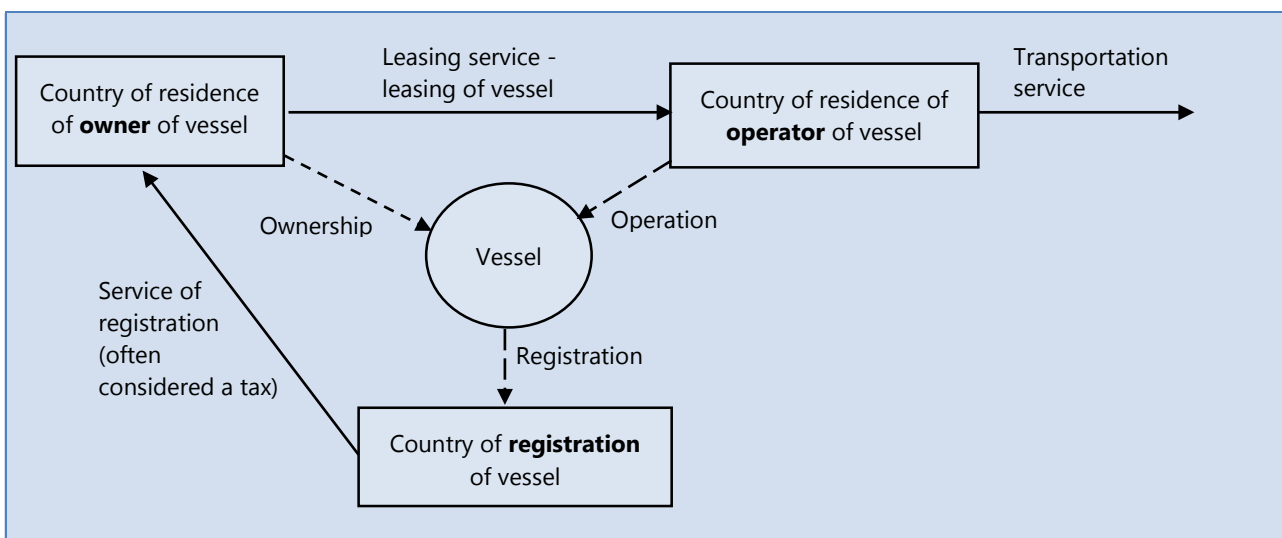 Country of residence
of owner of vessel
Leasing service -
leasing of vessel
Country of residence of
operator of vessel
Transportation
service
Ownership
Operation
Vessel
Service of
registration
(often
considered a tax)
Registration
Country of registration
of vessel